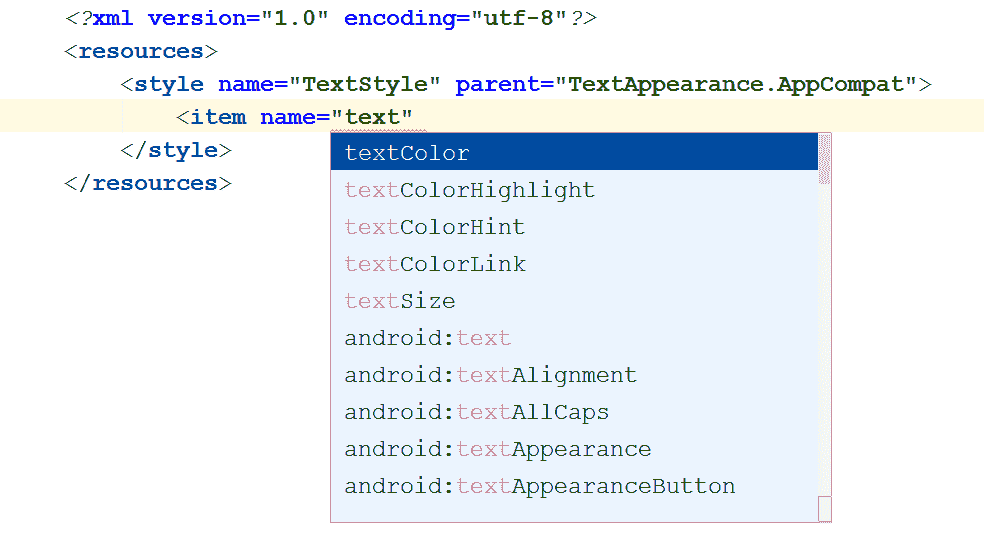 <?xml version="1.0" encoding="utf-8"?>
<resources>
<style name="TextStyle" parent="TextAppearance.AppCompat">
<item name="text"
</style>
</resources>
textColor
textColorHighlight
textColorHint
textColorLink
textSize
android:text
android:textAlignment
android:textAllCaps
android:textAppearance
android:textAppearanceButton